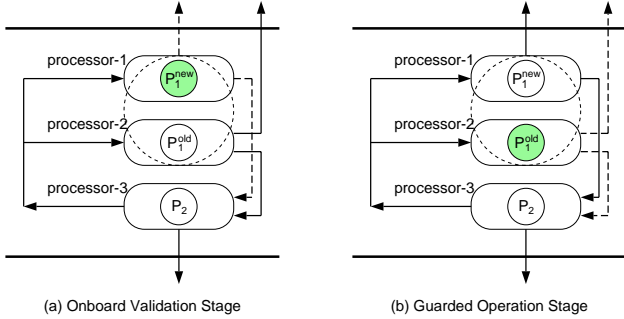 processor-1
P₁ⁿᵉʷ
processor-2
P₁ᵒˡᵈ
processor-3
P₂
(a) Onboard Validation Stage
processor-1
P₁ⁿᵉʷ
processor-2
P₁ᵒˡᵈ
processor-3
P₂
(b) Guarded Operation Stage